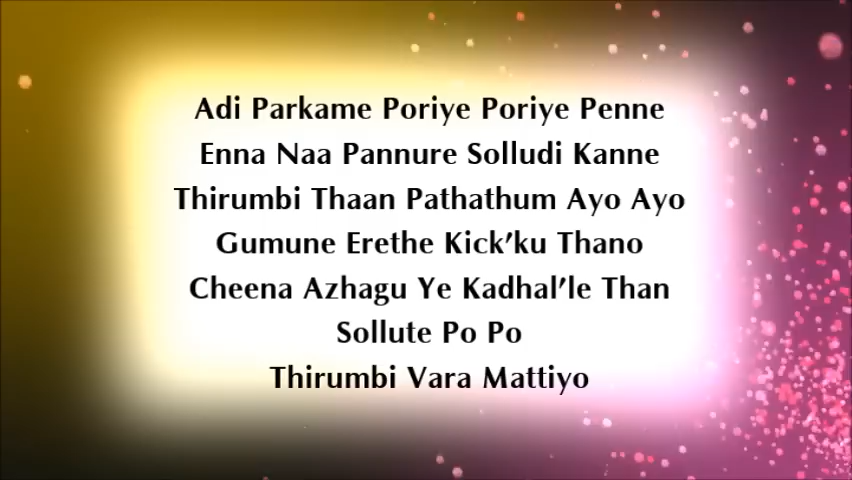 Adi Parkame Poriye Poriye Penne
Enna Naa Pannure Solludi Kanne
Thirumbi Thaan Pathathum Ayo Ayo
Gumune Erethe Kick'ku Thano
Cheena Azhagu Ye Kadhal'le Than
Sollute Po Po
Thirumbi Vara Mattiyo